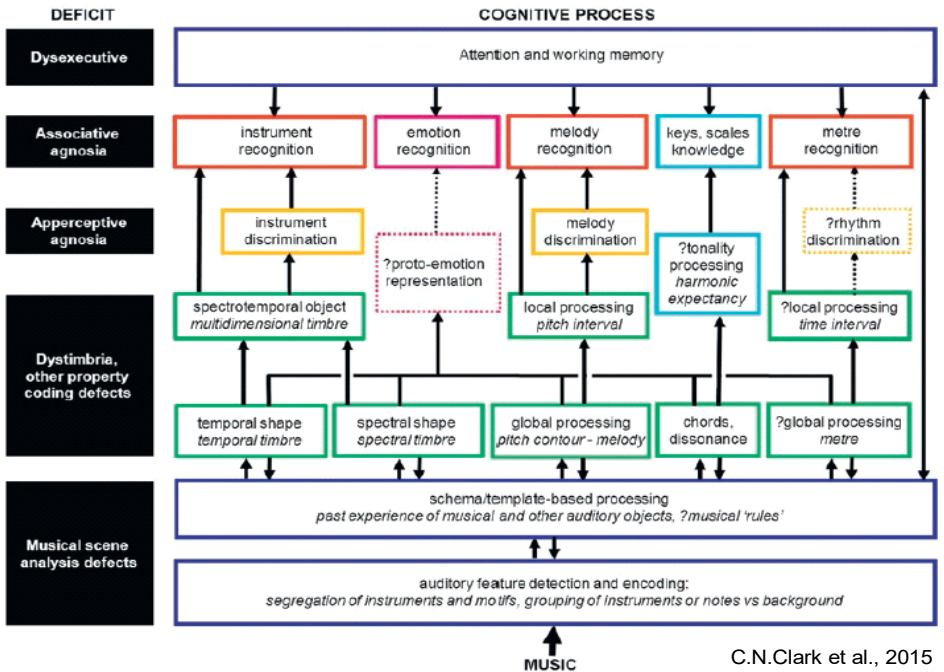 DEFICIT
COGNITIVE PROCESS
Dysexecutive
Attention and working memory
Associative
agnosia
instrument
recognition
emotion
recognition
melody
recognition
keys, scales
knowledge
metre
recognition
Apperceptive
agnosia
instrument
discrimination
?proto-emotion
representation
melody
discrimination
?tonality
processing
harmonic
expectancy
?rhythm
discrimination
Dystimbria,
other property
coding defects
spectrotemporal object
multidimensional timbre
local processing
pitch interval
?local processing
time interval
temporal shape
temporal timbre
spectral shape
spectral timbre
global processing
pitch contour - melody
chords,
dissonance
?global processing
metre
Musical scene
analysis defects
schema/template-based processing
past experience of musical and other auditory objects, ?musical 'rules'
auditory feature detection and encoding:
segregation of instruments and motifs, grouping of instruments or notes vs background
MUSIC
C.N.Clark et al., 2015